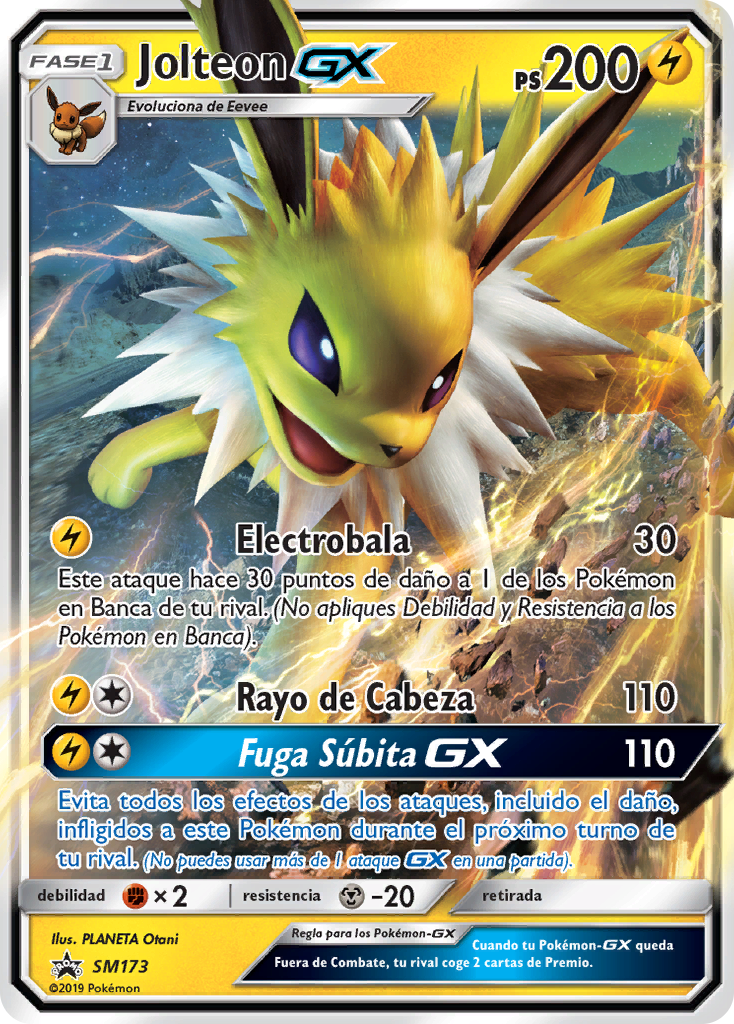 FASE1 Jolteon GX PS200
Evoluciona de Eevee
Electrobala 30
Este ataque hace 30 puntos de daño a 1 de los Pokémon
en Banca de tu rival. (No apliques Debilidad y Resistencia a los
Pokémon en Banca).
Rayo de Cabeza 110
Fuga Súbita GX 110
Evita todos los efectos de los ataques, incluido el daño,
infligidos a este Pokémon durante el próximo turno de
tu rival. (No puedes usar más de 1 ataque GX en una partida).
debilidad ×2 resistencia -20 retirada
Ilus. PLANETA Otani
Regla para los Pokémon-GX
Cuando tu Pokémon-GX queda
Fuera de Combate, tu rival coge 2 cartas de Premio.
PROMO SM173
©2019 Pokémon